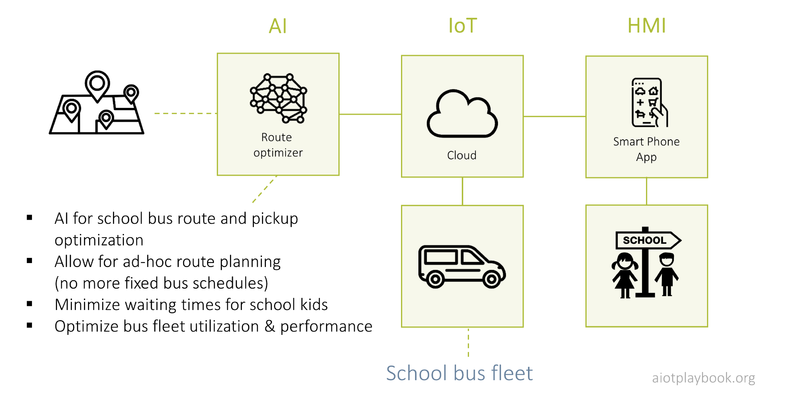 AI
IoT
HMI
Route
optimizer
Cloud
Smart Phone
App
▪ AI for school bus route and pickup
optimization
▪ Allow for ad-hoc route planning
(no more fixed bus schedules)
▪ Minimize waiting times for school kids
▪ Optimize bus fleet utilization & performance
SCHOOL
School bus fleet
aiotplaybook.org